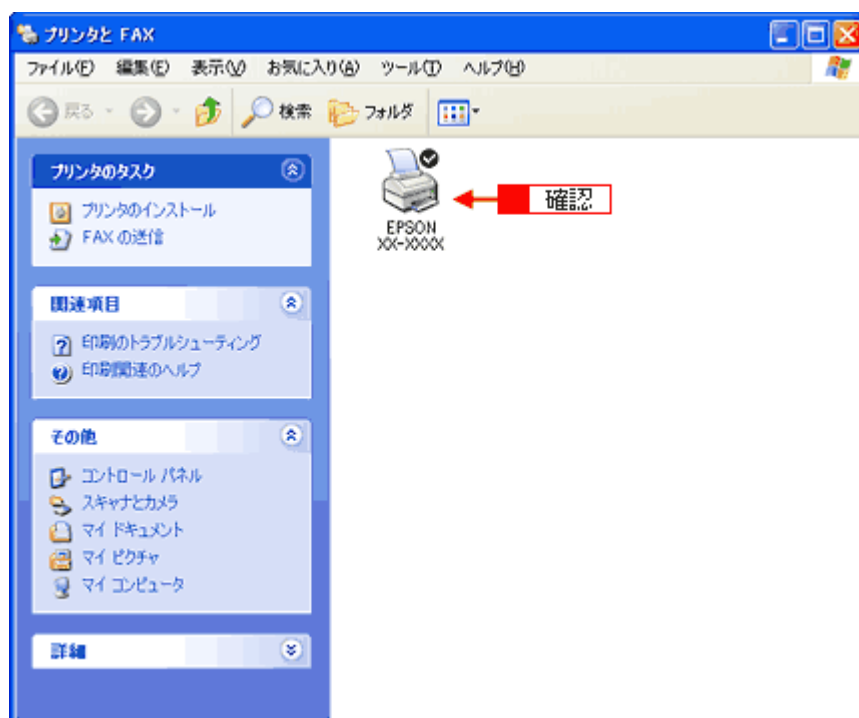 プリンタと FAX
ファイル(F) 編集(E) 表示(V) お気に入り(A) ツール(T) ヘルプ(H)
戻る 検索 フォルダ
プリンタのタスク
プリンタのインストール
FAX の送信
関連項目
印刷のトラブルシューティング
印刷関連のヘルプ
その他
コントロール パネル
スキャナとカメラ
マイ ドキュメント
マイ ピクチャ
マイ コンピュータ
詳細
EPSON
XX-XXXX
確認